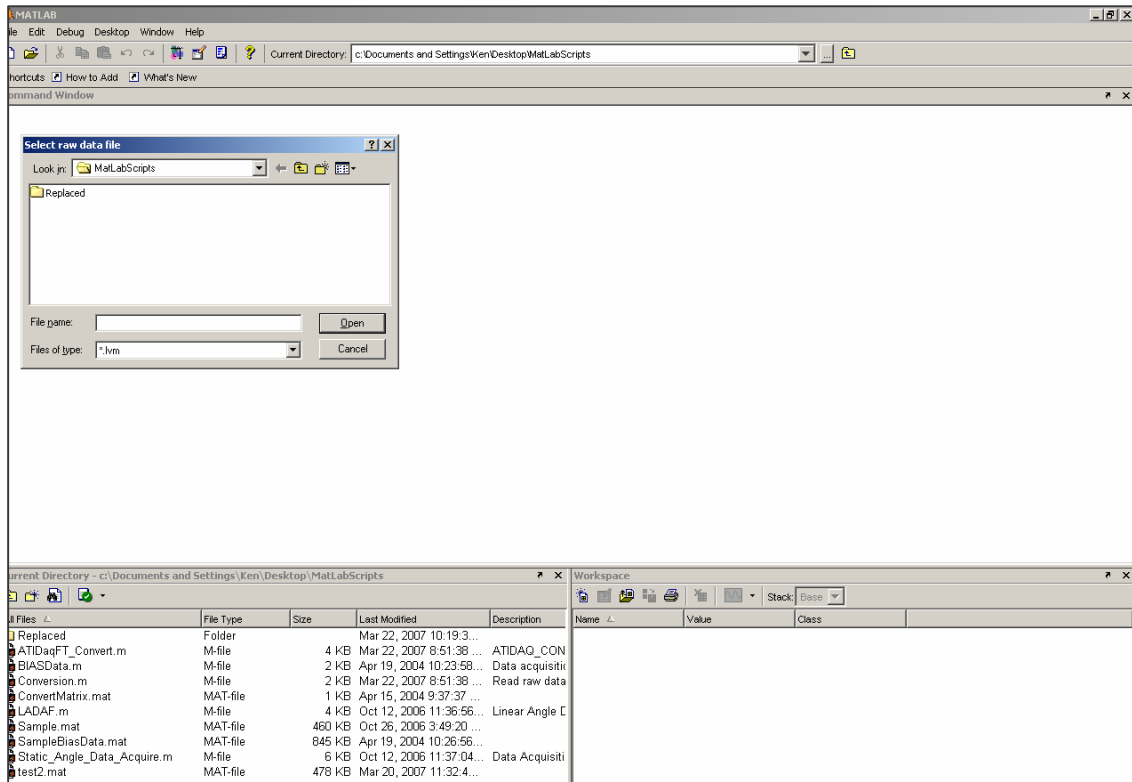 MATLAB
ile Edit Debug Desktop Window Help
Current Directory: c:\Documents and Settings\Ken\Desktop\MatLabScripts
hortcuts How to Add What's New
ommand Window
Select raw data file
Look in: MatLabScripts
Replaced
File name: Open
Files of type: *.lvm Cancel
urrent Directory - c:\Documents and Settings\Ken\Desktop\MatLabScripts
ll Files File Type Size Last Modified Description
Replaced Folder Mar 22, 2007 10:19:3...
ATIDaqFT_Convert.m M-file 4 KB Mar 22, 2007 8:51:38 ... ATIDAQ_CON
BIASData.m M-file 2 KB Apr 19, 2004 10:23:58... Data acquisitic
Conversion.m M-file 2 KB Mar 22, 2007 8:51:38 ... Read raw data
ConvertMatrix.mat MAT-file 1 KB Apr 15, 2004 9:37:37 ...
LADAF.m M-file 4 KB Oct 12, 2006 11:36:56... Linear Angle D
Sample.mat MAT-file 460 KB Oct 26, 2006 3:49:20 ...
SampleBiasData.mat MAT-file 845 KB Apr 19, 2004 10:26:56...
Static_Angle_Data_Acquire.m M-file 6 KB Oct 12, 2006 11:37:04... Data Acquisiti
test2.mat MAT-file 478 KB Mar 20, 2007 11:32:4...
Workspace
Stack: Base
Name Value Class